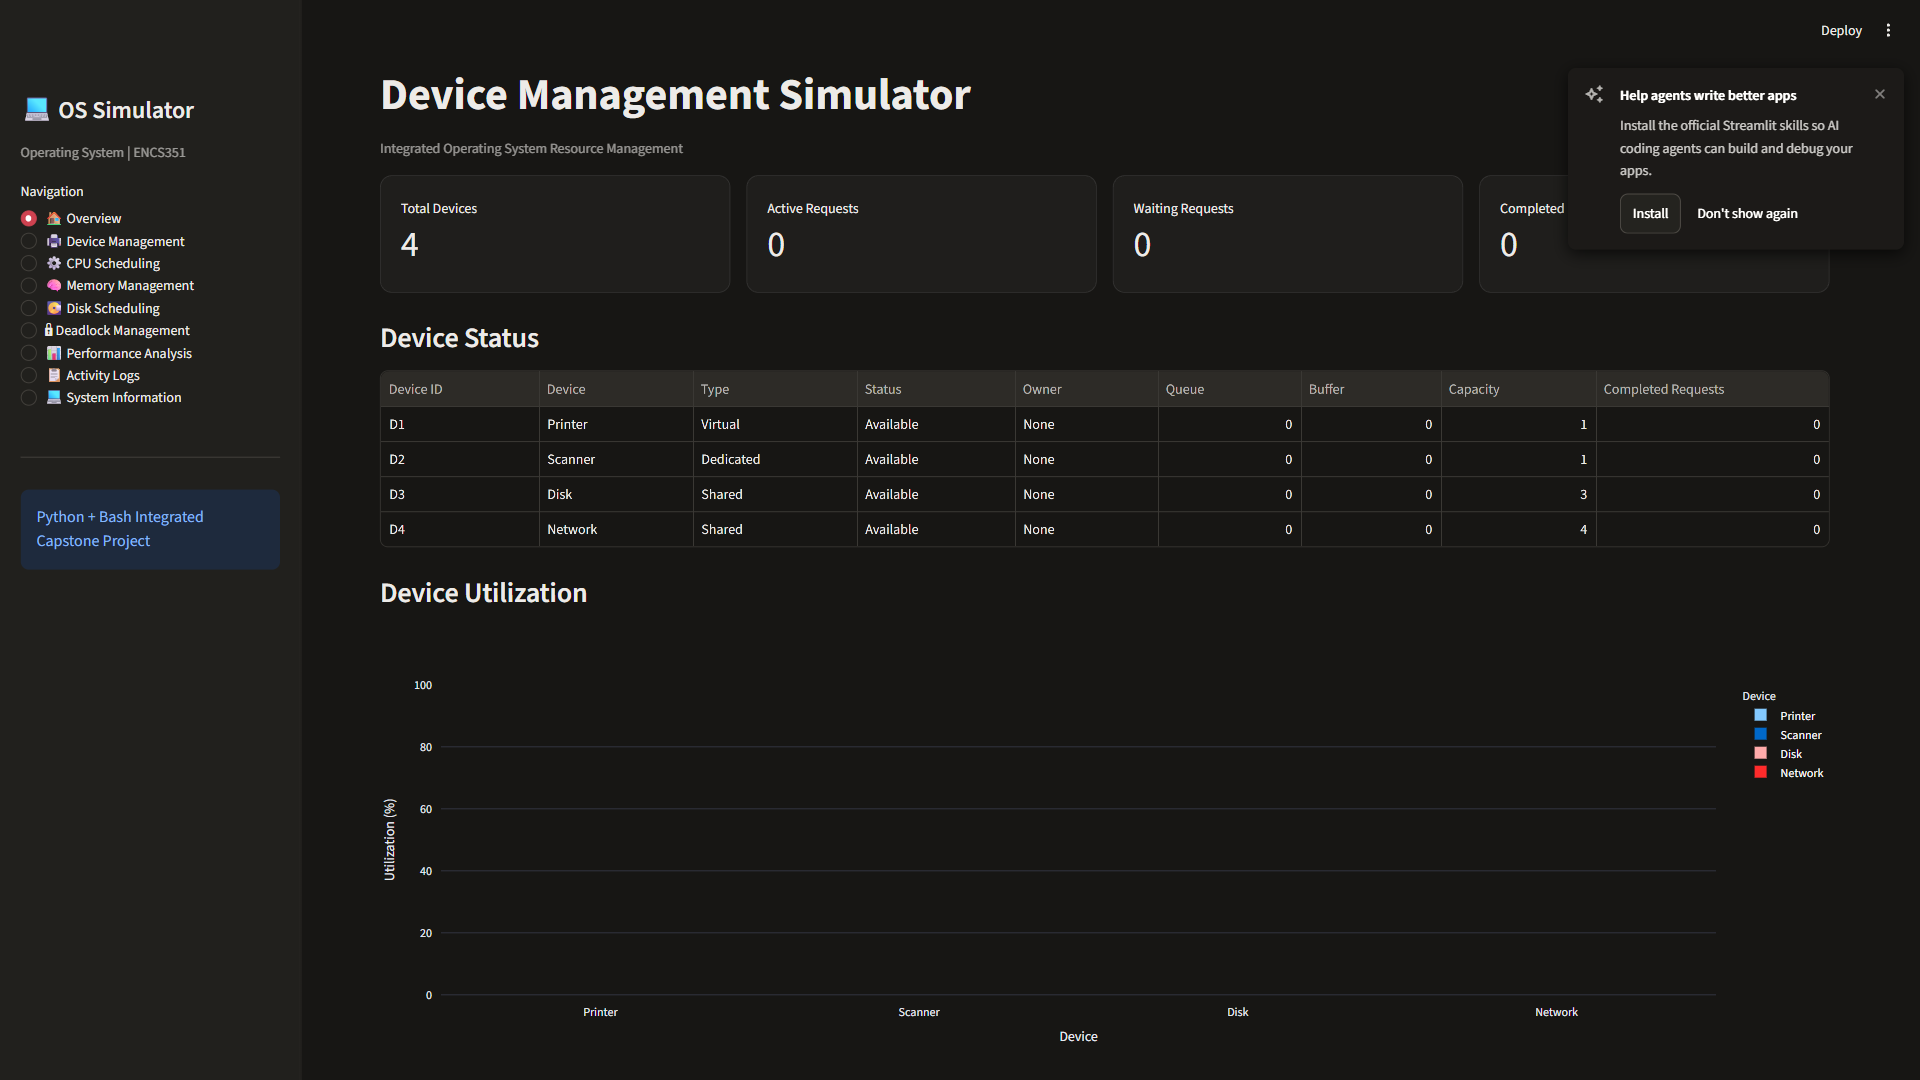 OS Simulator
Operating System | ENCS351
Navigation
Overview
Device Management
CPU Scheduling
Memory Management
Disk Scheduling
Deadlock Management
Performance Analysis
Activity Logs
System Information
Python + Bash Integrated
Capstone Project
Deploy
Device Management Simulator
Integrated Operating System Resource Management
Help agents write better apps
Install the official Streamlit skills so AI
coding agents can build and debug your
apps.
Install Don't show again
Total Devices
4
Active Requests
0
Waiting Requests
0
Completed
0
Device Status
Device ID Device Type Status Owner Queue Buffer Capacity Completed Requests
D1 Printer Virtual Available None 0 0 1 0
D2 Scanner Dedicated Available None 0 0 1 0
D3 Disk Shared Available None 0 0 3 0
D4 Network Shared Available None 0 0 4 0
Device Utilization
100
80
60
40
20
0
Utilization (%)
Printer Scanner Disk Network
Device
Device
Printer
Scanner
Disk
Network